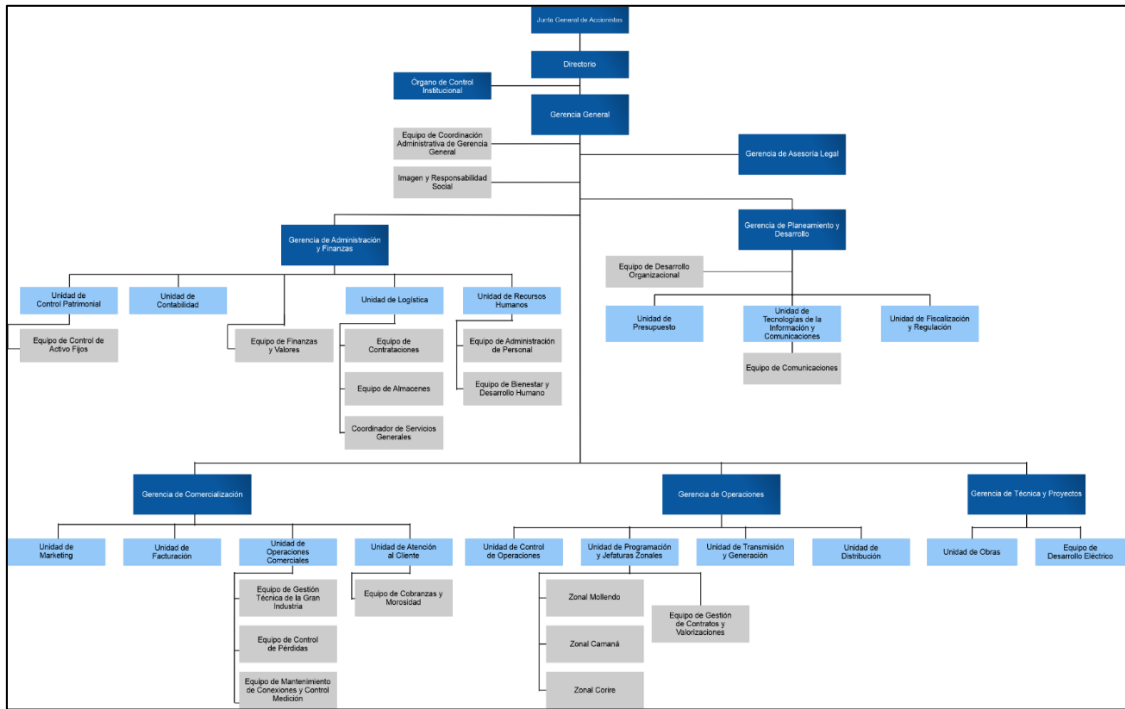 Junta General de Accionistas
Directorio
Órgano de Control
Institucional
Gerencia General
Equipo de Coordinación
Administrativa de Gerencia
General
Gerencia de Asesoría Legal
Imagen y Responsabilidad
Social
Gerencia de Planeamiento y
Desarrollo
Gerencia de Administración
y Finanzas
Equipo de Desarrollo
Organizacional
Unidad de
Control Patrimonial
Unidad de
Contabilidad
Unidad de Logística
Unidad de Recursos
Humanos
Unidad de
Presupuesto
Unidad de
Tecnologías de la
Información y
Comunicaciones
Unidad de Fiscalización
y Regulación
Equipo de Control de
Activo Fijos
Equipo de Finanzas
y Valores
Equipo de
Contrataciones
Equipo de Administración
de Personal
Equipo de Comunicaciones
Equipo de Almacenes
Equipo de Bienestar y
Desarrollo Humano
Coordinador de Servicios
Generales
Gerencia de Comercialización
Gerencia de Operaciones
Gerencia de Técnica y Proyectos
Unidad de
Marketing
Unidad de
Facturación
Unidad de
Operaciones
Comerciales
Unidad de Atención
al Cliente
Unidad de Control
de Operaciones
Unidad de Programación
y Jefaturas Zonales
Unidad de Transmisión y
Generación
Unidad de
Distribución
Unidad de Obras
Equipo de
Desarrollo Eléctrico
Equipo de Gestión
Técnica de la Gran
Industria
Equipo de Cobranzas y
Morosidad
Zonal Mollendo
Equipo de Gestión
de Contratos y
Valorizaciones
Equipo de Control
de Pérdidas
Zonal Camaná
Equipo de Mantenimiento
de Conexiones y Control
Medición
Zonal Corire